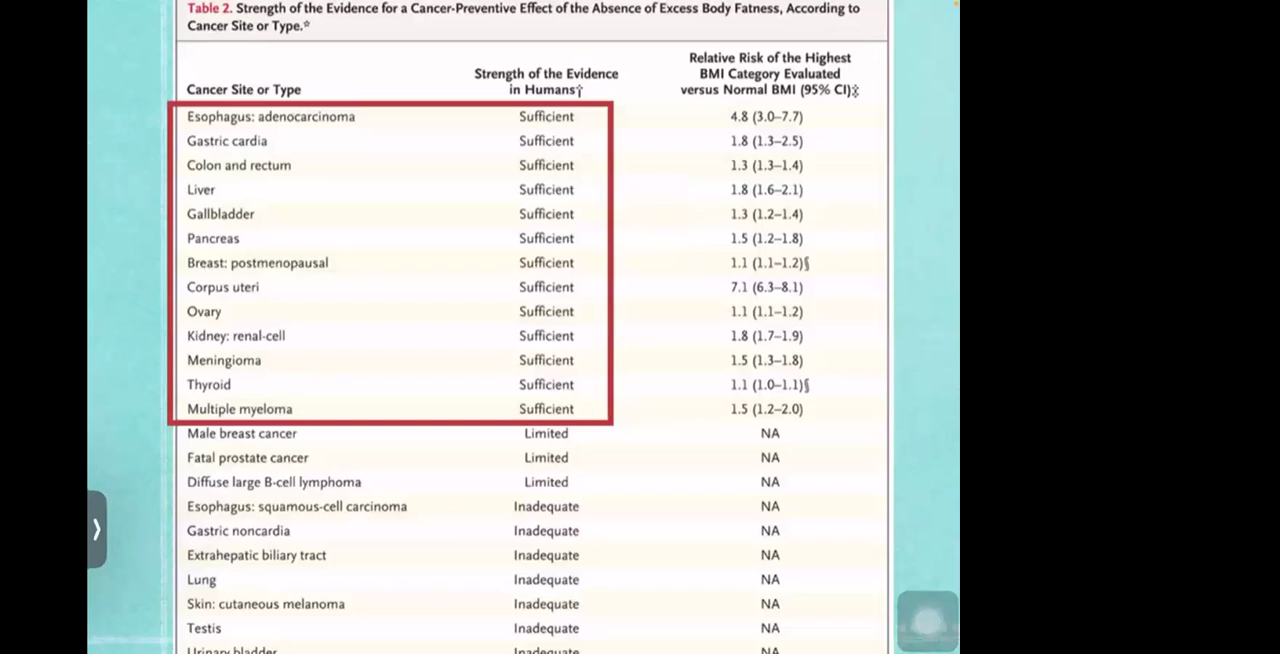 Table 2. Strength of the Evidence for a Cancer-Preventive Effect of the Absence of Excess Body Fatness, According to
Cancer Site or Type.*
Cancer Site or Type
Strength of the Evidence
in Humans†
Relative Risk of the Highest
BMI Category Evaluated
versus Normal BMI (95% CI)‡
Esophagus: adenocarcinoma Sufficient 4.8 (3.0–7.7)
Gastric cardia Sufficient 1.8 (1.3–2.5)
Colon and rectum Sufficient 1.3 (1.3–1.4)
Liver Sufficient 1.8 (1.6–2.1)
Gallbladder Sufficient 1.3 (1.2–1.4)
Pancreas Sufficient 1.5 (1.2–1.8)
Breast: postmenopausal Sufficient 1.1 (1.1–1.2)§
Corpus uteri Sufficient 7.1 (6.3–8.1)
Ovary Sufficient 1.1 (1.1–1.2)
Kidney: renal-cell Sufficient 1.8 (1.7–1.9)
Meningioma Sufficient 1.5 (1.3–1.8)
Thyroid Sufficient 1.1 (1.0–1.1)§
Multiple myeloma Sufficient 1.5 (1.2–2.0)
Male breast cancer Limited NA
Fatal prostate cancer Limited NA
Diffuse large B-cell lymphoma Limited NA
Esophagus: squamous-cell carcinoma Inadequate NA
Gastric noncardia Inadequate NA
Extrahepatic biliary tract Inadequate NA
Lung Inadequate NA
Skin: cutaneous melanoma Inadequate NA
Testis Inadequate NA
Urinary bladder Inadequate NA